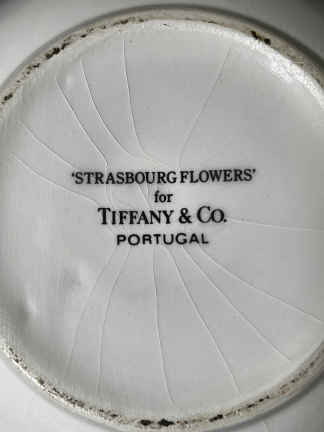 'STRASBOURG FLOWERS'
for
TIFFANY & CO.
PORTUGAL